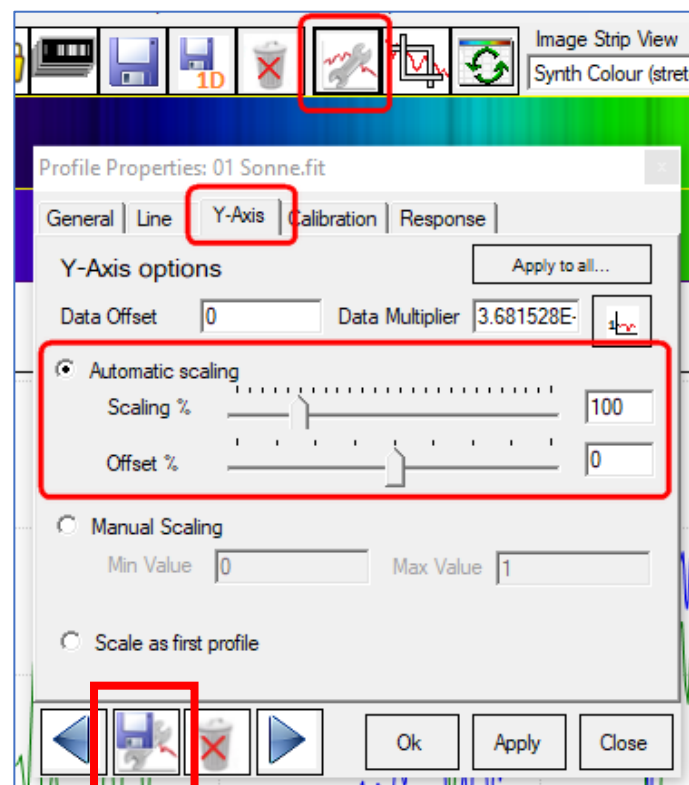 Image Strip View
1D
Synth Colour (stret
Profile Properties: 01 Sonne.fit
x
General Line Y-Axis Calibration Response
Y-Axis options Apply to all...
Data Offset 0 Data Multiplier 3.681528E- 1
Automatic scaling
Scaling % 100
Offset % 0
Manual Scaling
Min Value 0 Max Value 1
Scale as first profile
Ok Apply Close